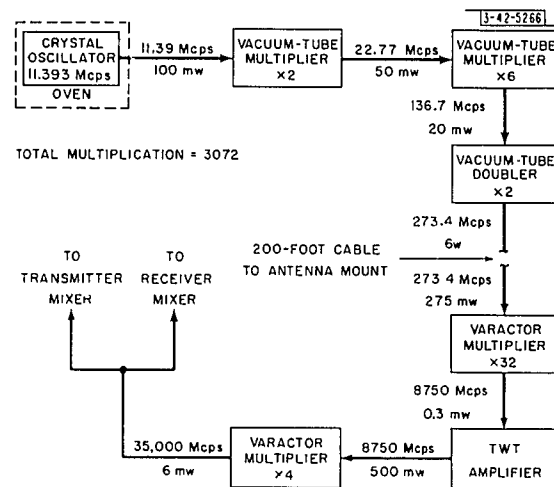 3-42-5266
CRYSTAL
OSCILLATOR
11.393 Mcps
OVEN
11.39 Mcps
100 mw
VACUUM-TUBE
MULTIPLIER
×2
22.77 Mcps
50 mw
VACUUM-TUBE
MULTIPLIER
×6
136.7 Mcps
20 mw
TOTAL MULTIPLICATION = 3072
VACUUM-TUBE
DOUBLER
×2
273.4 Mcps
6w
200-FOOT CABLE
TO ANTENNA MOUNT
273 4 Mcps
275 mw
TO
TRANSMITTER
MIXER
TO
RECEIVER
MIXER
VARACTOR
MULTIPLIER
×32
8750 Mcps
0.3 mw
TWT
AMPLIFIER
8750 Mcps
500 mw
VARACTOR
MULTIPLIER
×4
35,000 Mcps
6 mw